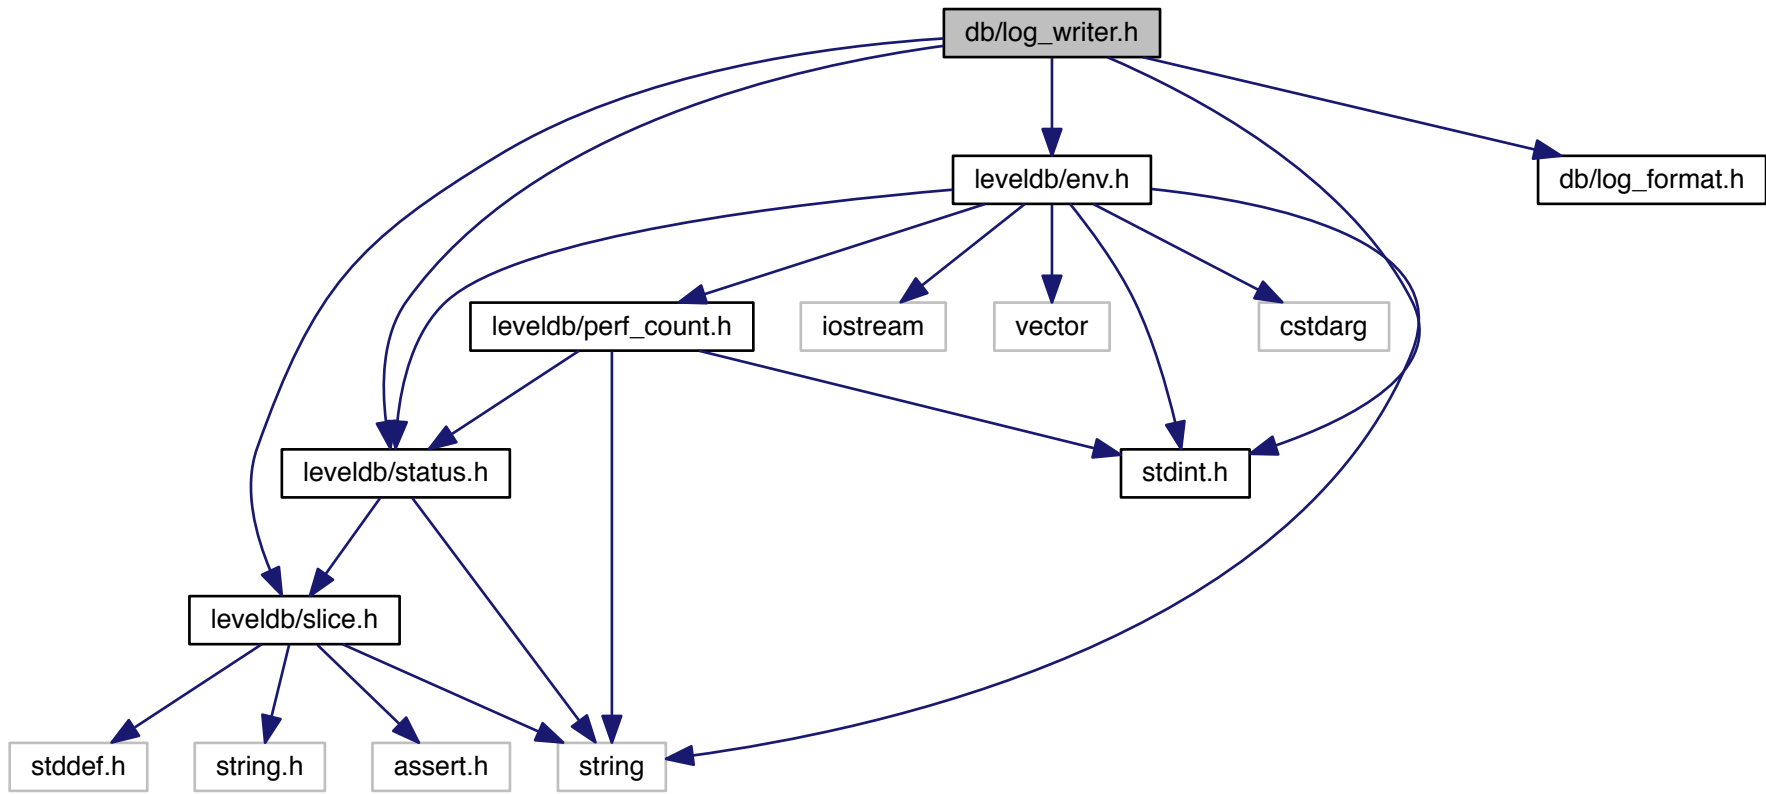 db/log_writer.h
leveldb/env.h
db/log_format.h
leveldb/perf_count.h
iostream
vector
cstdarg
leveldb/status.h
stdint.h
leveldb/slice.h
stddef.h
string.h
assert.h
string